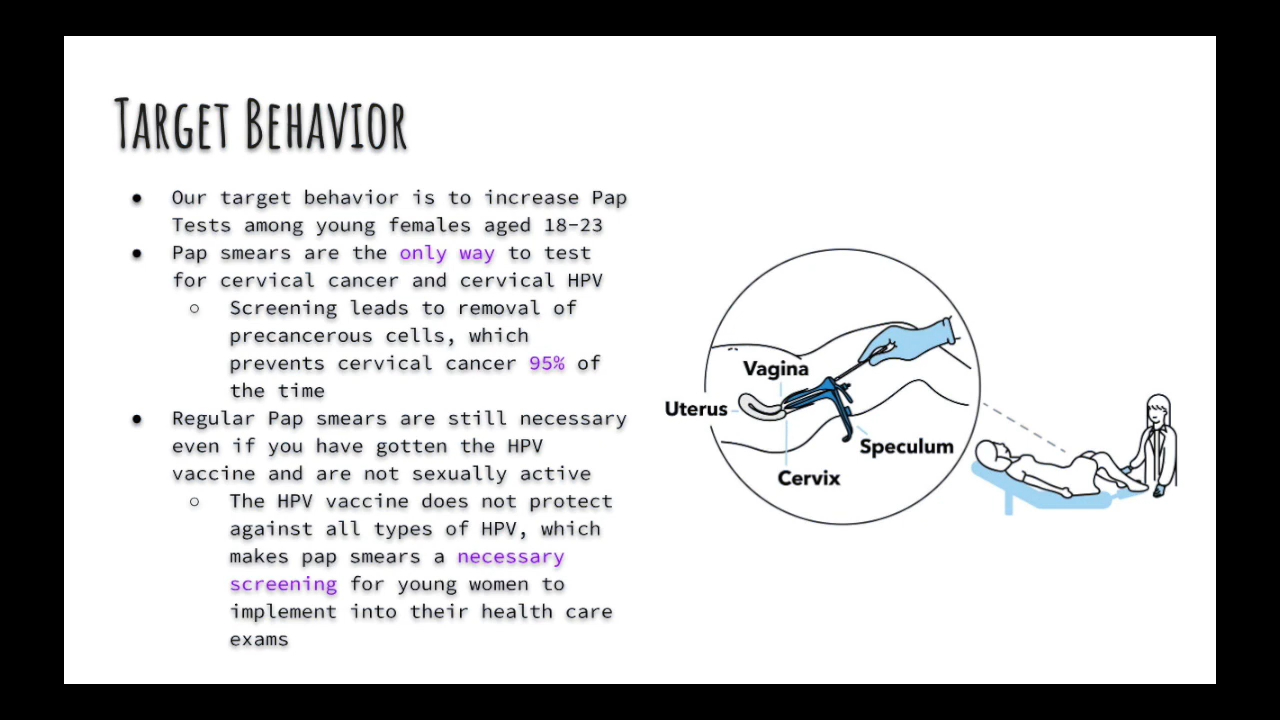 Target Behavior
● Our target behavior is to increase Pap
Tests among young females aged 18-23
● Pap smears are the only way to test
for cervical cancer and cervical HPV
○ Screening leads to removal of
precancerous cells, which
prevents cervical cancer 95% of
the time
● Regular Pap smears are still necessary
even if you have gotten the HPV
vaccine and are not sexually active
○ The HPV vaccine does not protect
against all types of HPV, which
makes pap smears a necessary
screening for young women to
implement into their health care
exams
Vagina
Uterus
Speculum
Cervix